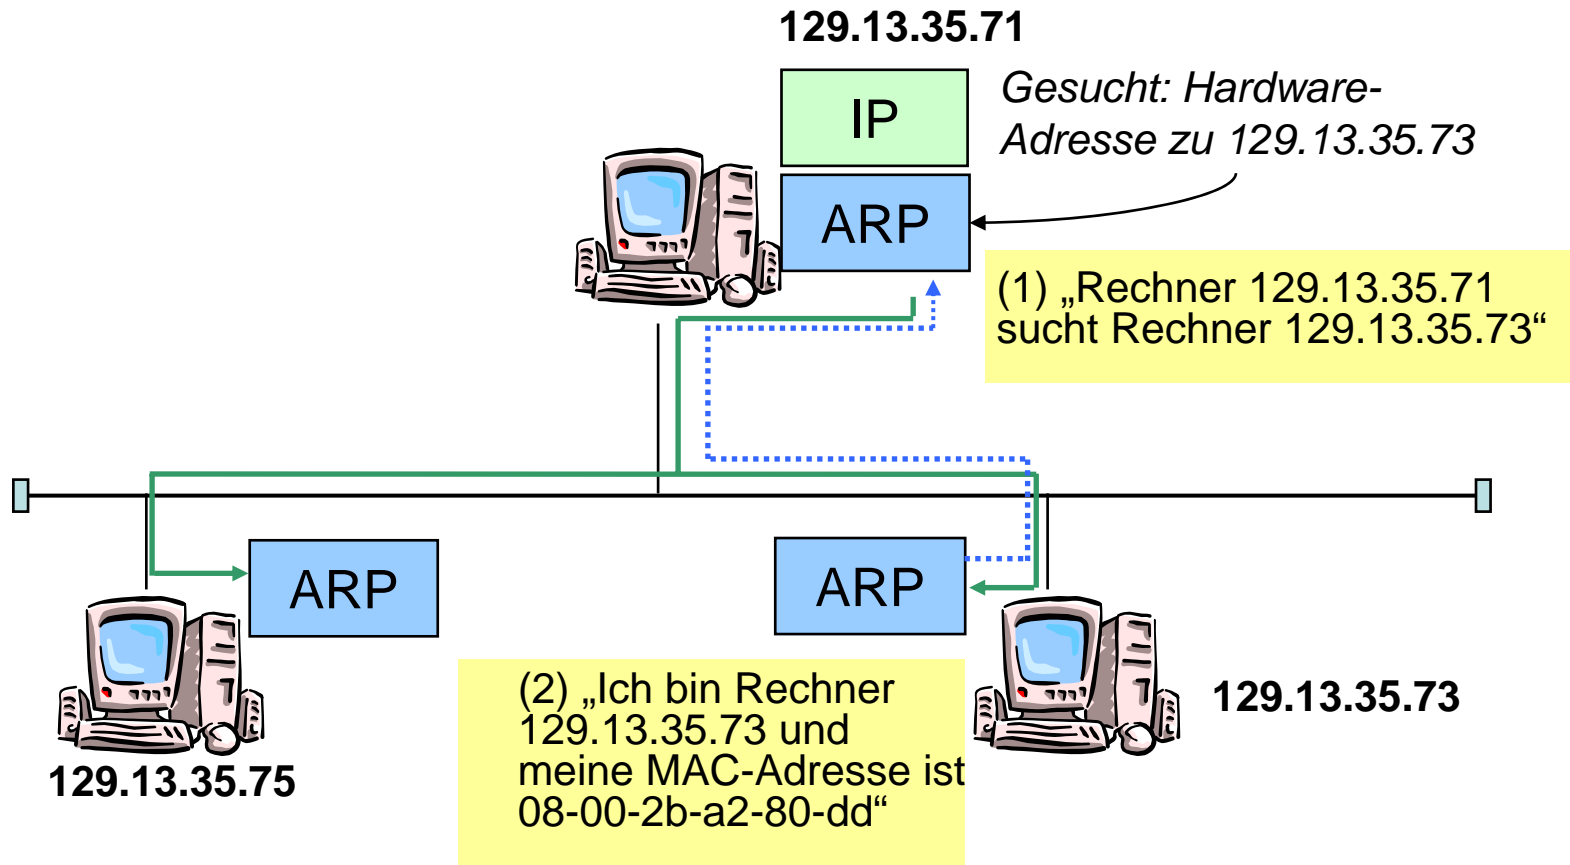 129.13.35.71
IP
Gesucht: Hardware-
Adresse zu 129.13.35.73
ARP
(1) „Rechner 129.13.35.71
sucht Rechner 129.13.35.73“
ARP
ARP
129.13.35.75
(2) „Ich bin Rechner
129.13.35.73 und
meine MAC-Adresse ist
08-00-2b-a2-80-dd“
129.13.35.73